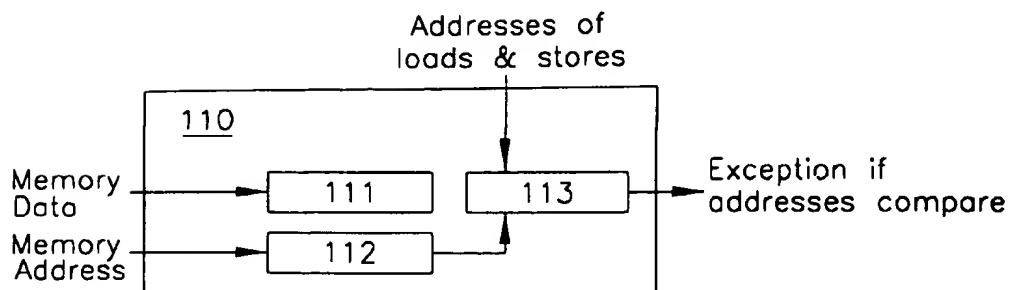 Addresses of
loads & stores
110
Memory
Data
111
113
Exception if
addresses compare
Memory
Address
112